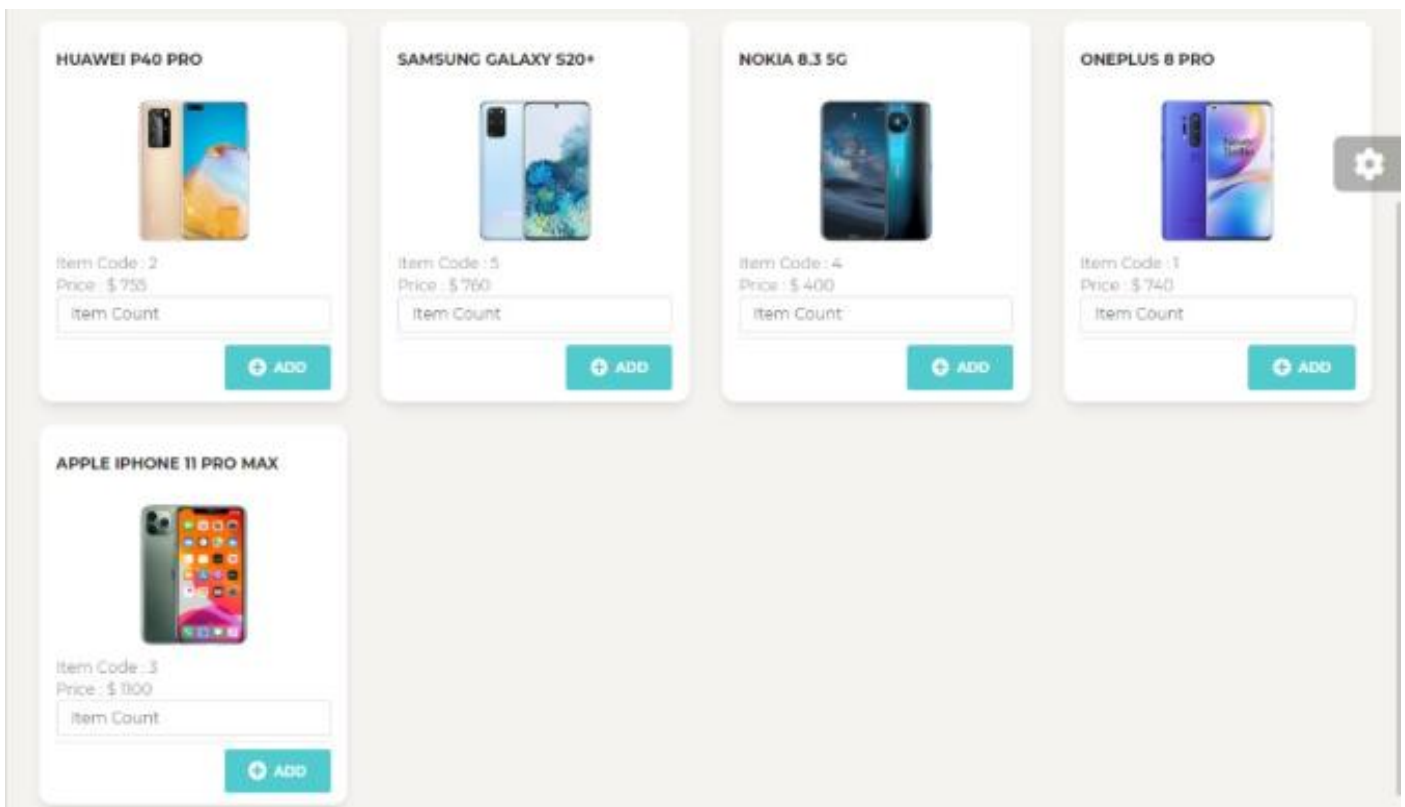 HUAWEI P40 PRO
Item Code : 2
Price : $ 755
Item Count
ADD
SAMSUNG GALAXY S20+
Item Code : 5
Price : $ 760
Item Count
ADD
NOKIA 8.3 5G
Item Code : 4
Price : $ 400
Item Count
ADD
ONEPLUS 8 PRO
Item Code : 1
Price : $ 740
Item Count
ADD
APPLE IPHONE 11 PRO MAX
Item Code : 3
Price : $ 1100
Item Count
ADD